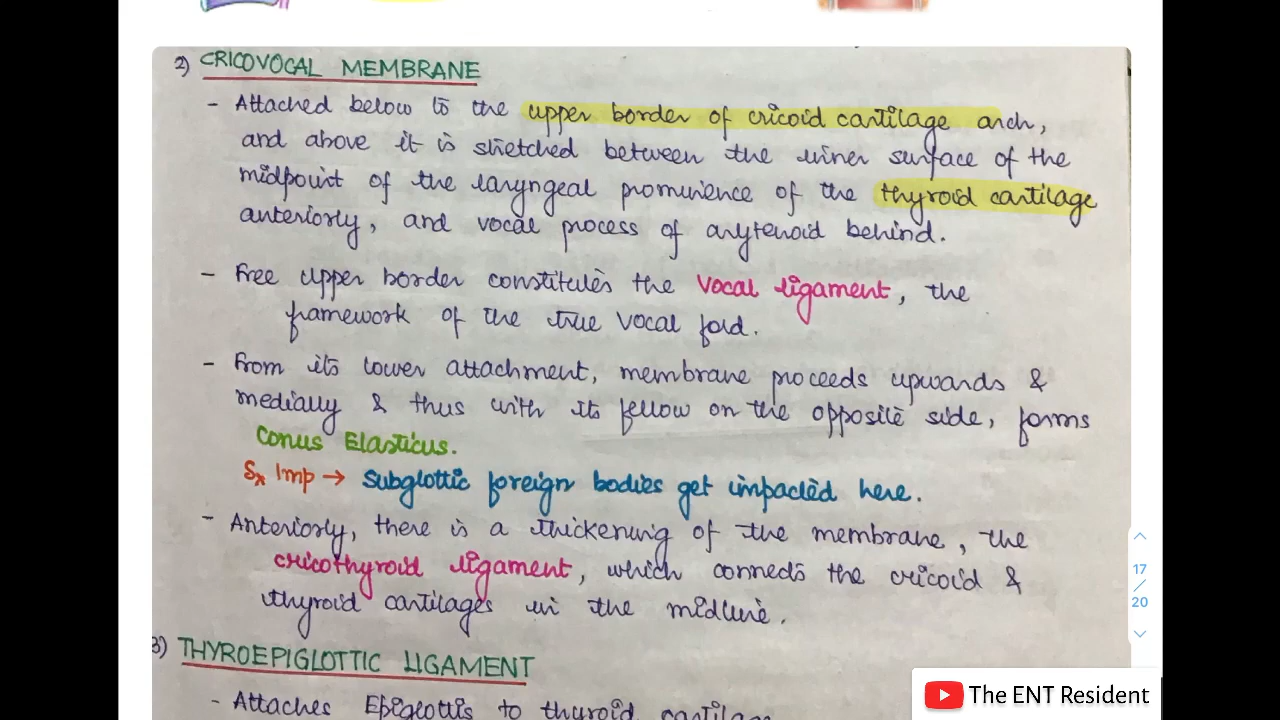 2) CRICOVOCAL MEMBRANE
- Attached below to the upper border of cricoid cartilage arch,
and above it is stretched between the inner surface of the
midpoint of the laryngeal prominence of the thyroid cartilage
anteriorly, and vocal process of arytenoid behind.
- Free upper border constitutes the vocal ligament, the
framework of the true vocal fold.
- From its lower attachment, membrane proceeds upwards &
medially & thus with its fellow on the opposite side, forms
Conus Elasticus.
Sx Imp → Subglottic foreign bodies get impacted here.
- Anteriorly, there is a thickening of the membrane, the
cricothyroid ligament, which connects the cricoid &
thyroid cartilages in the midline.
3) THYROEPIGLOTTIC LIGAMENT
- Attaches Epiglottis to thyroid cartilage
17
/
20
The ENT Resident